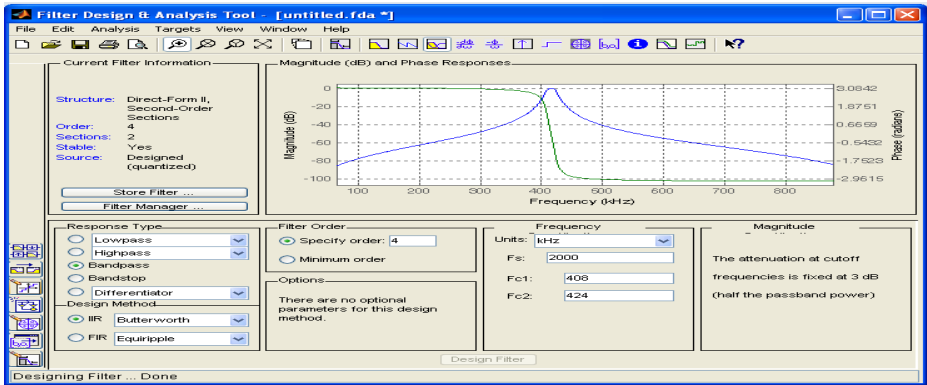 Filter Design & Analysis Tool - [untitled.fda *]
File Edit Analysis Targets View Window Help
Current Filter Information
Structure: Direct-Form II,
Second-Order
Sections
Order: 4
Sections: 2
Stable: Yes
Source: Designed
(quantized)
Store Filter ...
Filter Manager ...
Magnitude (dB) and Phase Responses
Magnitude (dB)
0
-20
-40
-60
-80
-100
100 200 300 400 500 600 700 800
Frequency (kHz)
3.0842
1.8751
0.6659
-0.5432
-1.7523
-2.9615
Phase (radians)
Response Type
Lowpass
Highpass
Bandpass
Bandstop
Differentiator
Design Method
IIR Butterworth
FIR Equiripple
Filter Order
Specify order: 4
Minimum order
Options
There are no optional
parameters for this design
method.
Frequency
Units: kHz
Fs: 2000
Fc1: 408
Fc2: 424
Magnitude
The attenuation at cutoff
frequencies is fixed at 3 dB
(half the passband power)
Design Filter
Designing Filter ... Done